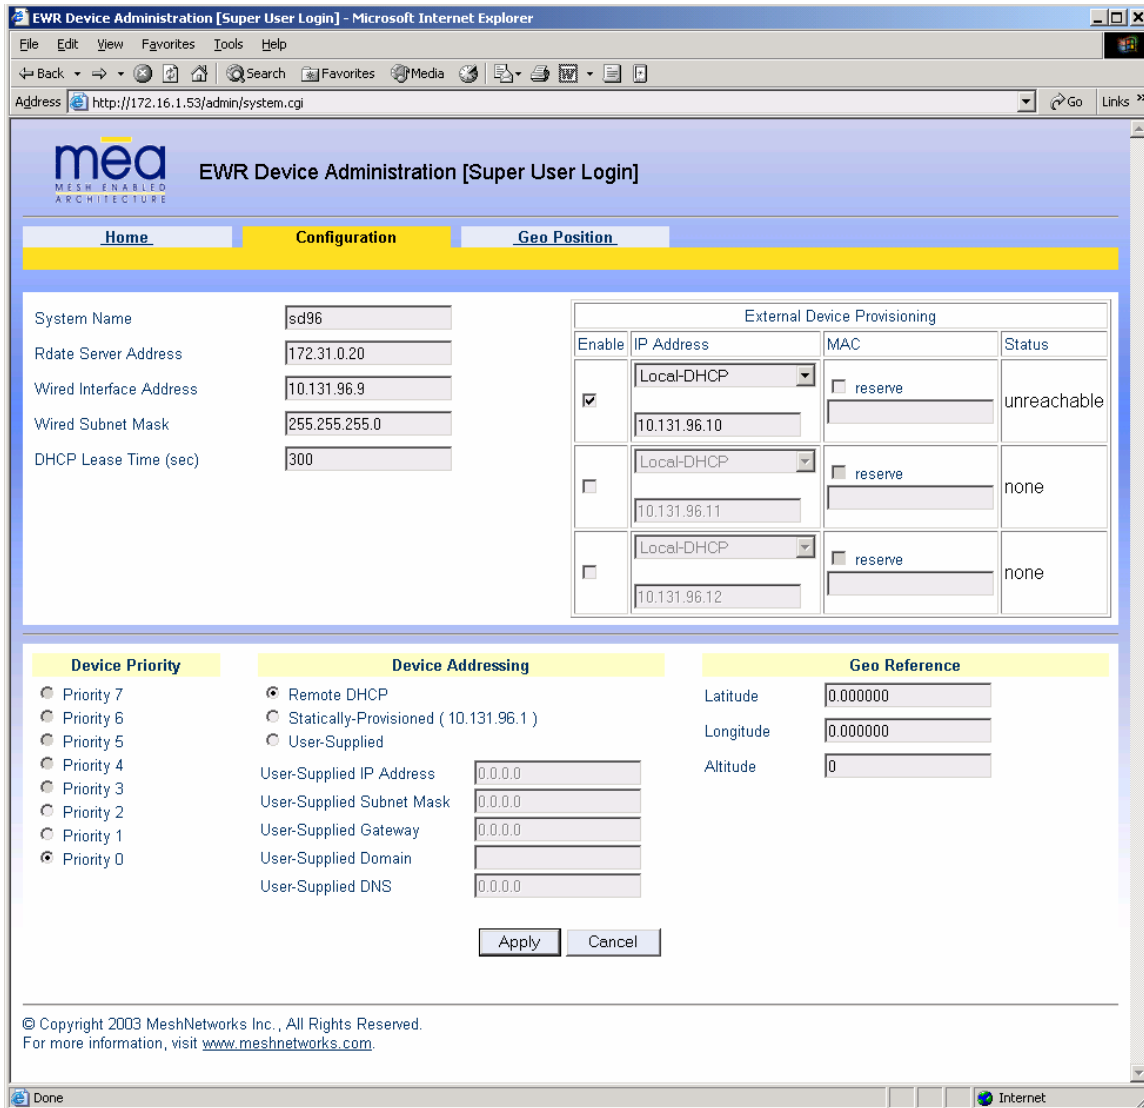 EWR Device Administration [Super User Login] - Microsoft Internet Explorer
File Edit View Favorites Tools Help
Back Search Favorites Media
Address http://172.16.1.53/admin/system.cgi Go Links »
mea
MESH ENABLED
ARCHITECTURE
EWR Device Administration [Super User Login]
Home Configuration Geo Position
System Name sd96
Rdate Server Address 172.31.0.20
Wired Interface Address 10.131.96.9
Wired Subnet Mask 255.255.255.0
DHCP Lease Time (sec) 300
External Device Provisioning
Enable IP Address MAC Status
Local-DHCP reserve
10.131.96.10 unreachable
Local-DHCP reserve
10.131.96.11 none
Local-DHCP reserve
10.131.96.12 none
Device Priority
Priority 7
Priority 6
Priority 5
Priority 4
Priority 3
Priority 2
Priority 1
Priority 0
Device Addressing
Remote DHCP
Statically-Provisioned ( 10.131.96.1 )
User-Supplied
User-Supplied IP Address 0.0.0.0
User-Supplied Subnet Mask 0.0.0.0
User-Supplied Gateway 0.0.0.0
User-Supplied Domain
User-Supplied DNS 0.0.0.0
Geo Reference
Latitude 0.000000
Longitude 0.000000
Altitude 0
Apply Cancel
© Copyright 2003 MeshNetworks Inc., All Rights Reserved.
For more information, visit www.meshnetworks.com.
Done Internet